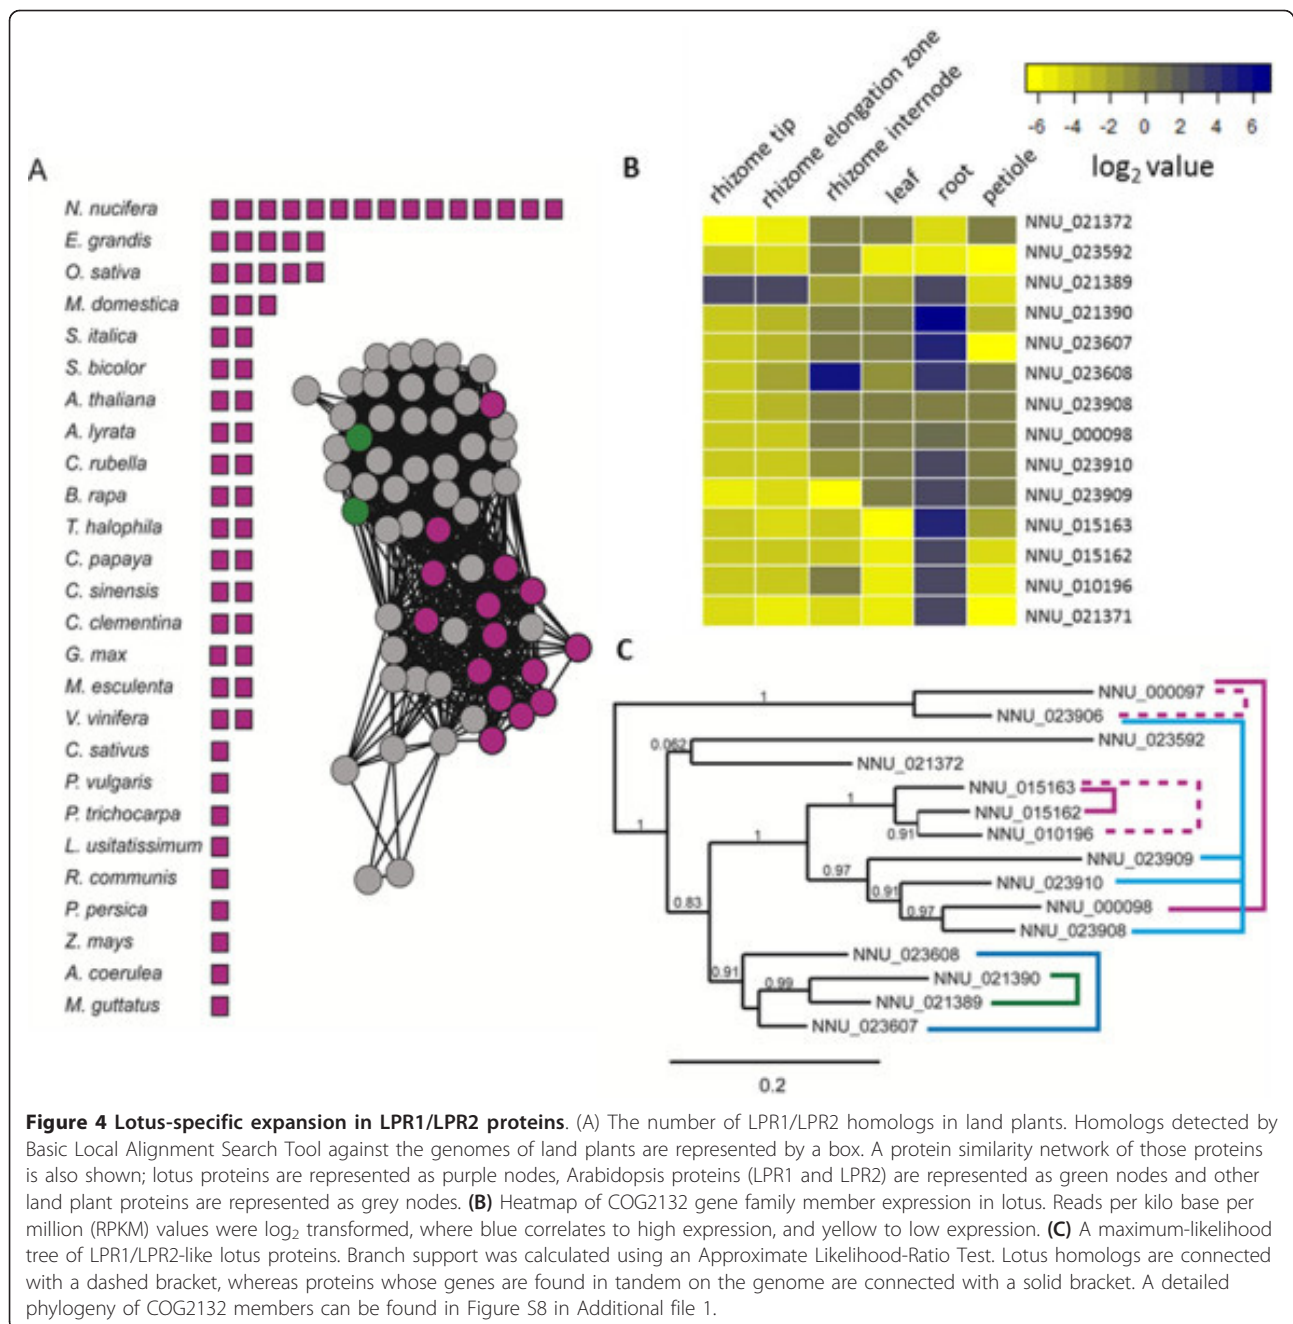 A
N. nucifera
E. grandis
O. sativa
M. domestica
S. italica
S. bicolor
A. thaliana
A. lyrata
C. rubella
B. rapa
T. halophila
C. papaya
C. sinensis
C. clementina
G. max
M. esculenta
V. vinifera
C. sativus
P. vulgaris
P. trichocarpa
L. usitatissimum
R. communis
P. persica
Z. mays
A. coerulea
M. guttatus
B
rhizome tip
rhizome elongation zone
rhizome internode
leaf
root
petiole
-6 -4 -2 0 2 4 6
log2 value
NNU_021372
NNU_023592
NNU_021389
NNU_021390
NNU_023607
NNU_023608
NNU_023908
NNU_000098
NNU_023910
NNU_023909
NNU_015163
NNU_015162
NNU_010196
NNU_021371
C
1
NNU_000097
NNU_023906
0.062
NNU_023592
NNU_021372
1
NNU_015163
NNU_015162
0.91
NNU_010196
1
1
0.97
NNU_023909
0.91
NNU_023910
0.97
NNU_000098
NNU_023908
0.83
NNU_023608
0.91
0.99
NNU_021390
NNU_021389
NNU_023607
0.2
Figure 4 Lotus-specific expansion in LPR1/LPR2 proteins. (A) The number of LPR1/LPR2 homologs in land plants. Homologs detected by
Basic Local Alignment Search Tool against the genomes of land plants are represented by a box. A protein similarity network of those proteins
is also shown; lotus proteins are represented as purple nodes, Arabidopsis proteins (LPR1 and LPR2) are represented as green nodes and other
land plant proteins are represented as grey nodes. (B) Heatmap of COG2132 gene family member expression in lotus. Reads per kilo base per
million (RPKM) values were log2 transformed, where blue correlates to high expression, and yellow to low expression. (C) A maximum-likelihood
tree of LPR1/LPR2-like lotus proteins. Branch support was calculated using an Approximate Likelihood-Ratio Test. Lotus homologs are connected
with a dashed bracket, whereas proteins whose genes are found in tandem on the genome are connected with a solid bracket. A detailed
phylogeny of COG2132 members can be found in Figure S8 in Additional file 1.